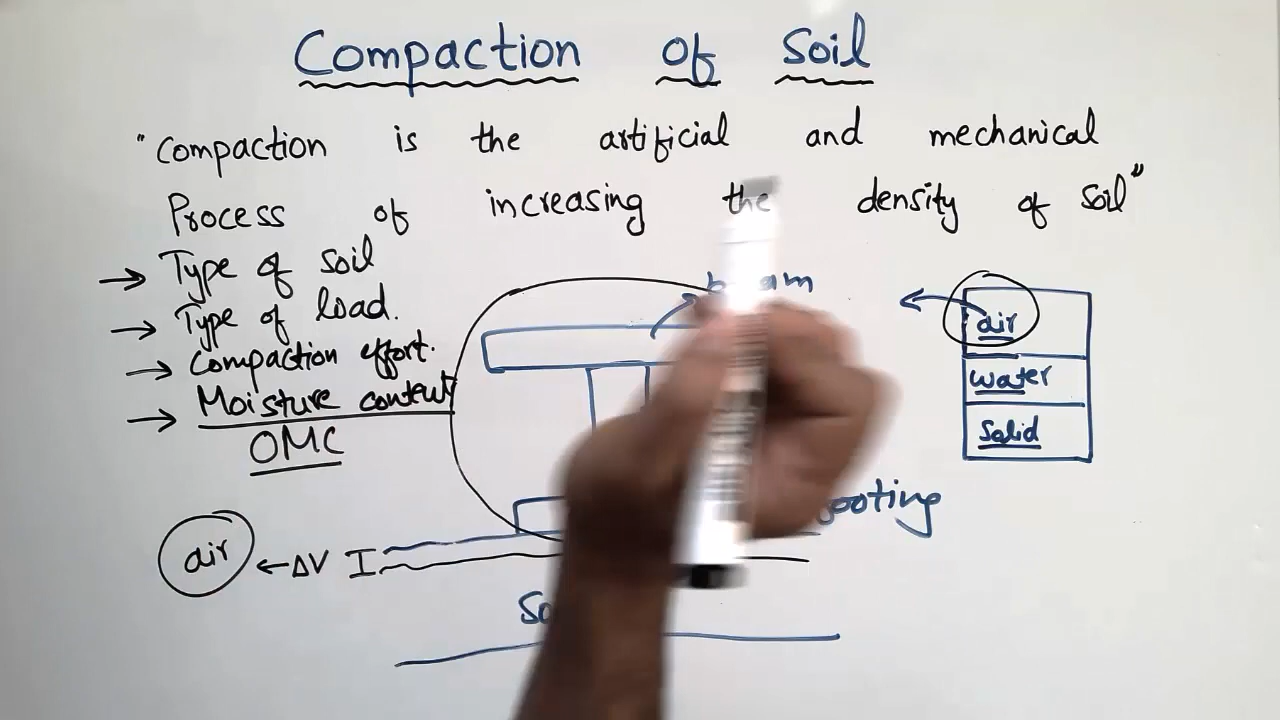 Compaction Of Soil
"Compaction is the artificial and mechanical
Process of increasing the density of soil"
→ Type of soil
→ Type of load.
→ Compaction effort.
→ Moisture content
OMC
air
water
Solid
air ← ΔV